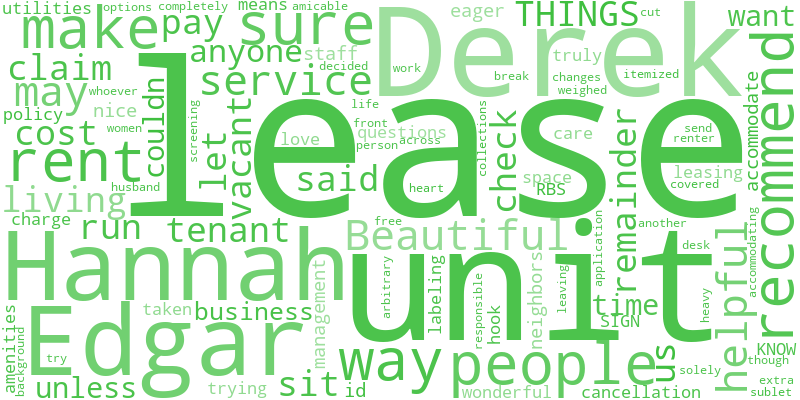 utilities options completely means amicable
make sure pay
anyone
staff
eager
Derek
THINGS
truly
cut
want
claim
service
decided
work
break
changes
itemized
weighed
may
nice
whoever
policy
women
cost
couldn
screening
let
vacant
life
love
front
questions
person
across
collections
care
check
space
RBS
renter
send
covered
leasing
accommodate
recommend
lease
rent
husband
said
heart
remainder
living
charge
run
tenant
free
Beautiful
another
application
desk
accommodating
helpful
Hannah
unit
management
arbitrary
labeling
responsible
hook
neighbors
leaving
time
SIGN
heavy
us
KNOW
though
Edgar
taken
business
amenities
background
try
way
people
solely
extra
unless
trying
sit
id
wonderful
cancellation
sublet